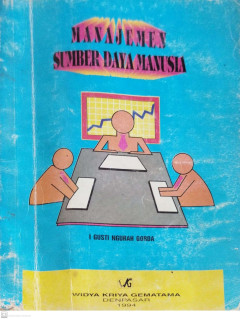 MANAJEMEN
SUMBER DAYA MANUSIA
I GUSTI NGURAH GORDA
WIDYA KRIYA GEMATAMA
DENPASAR
1994